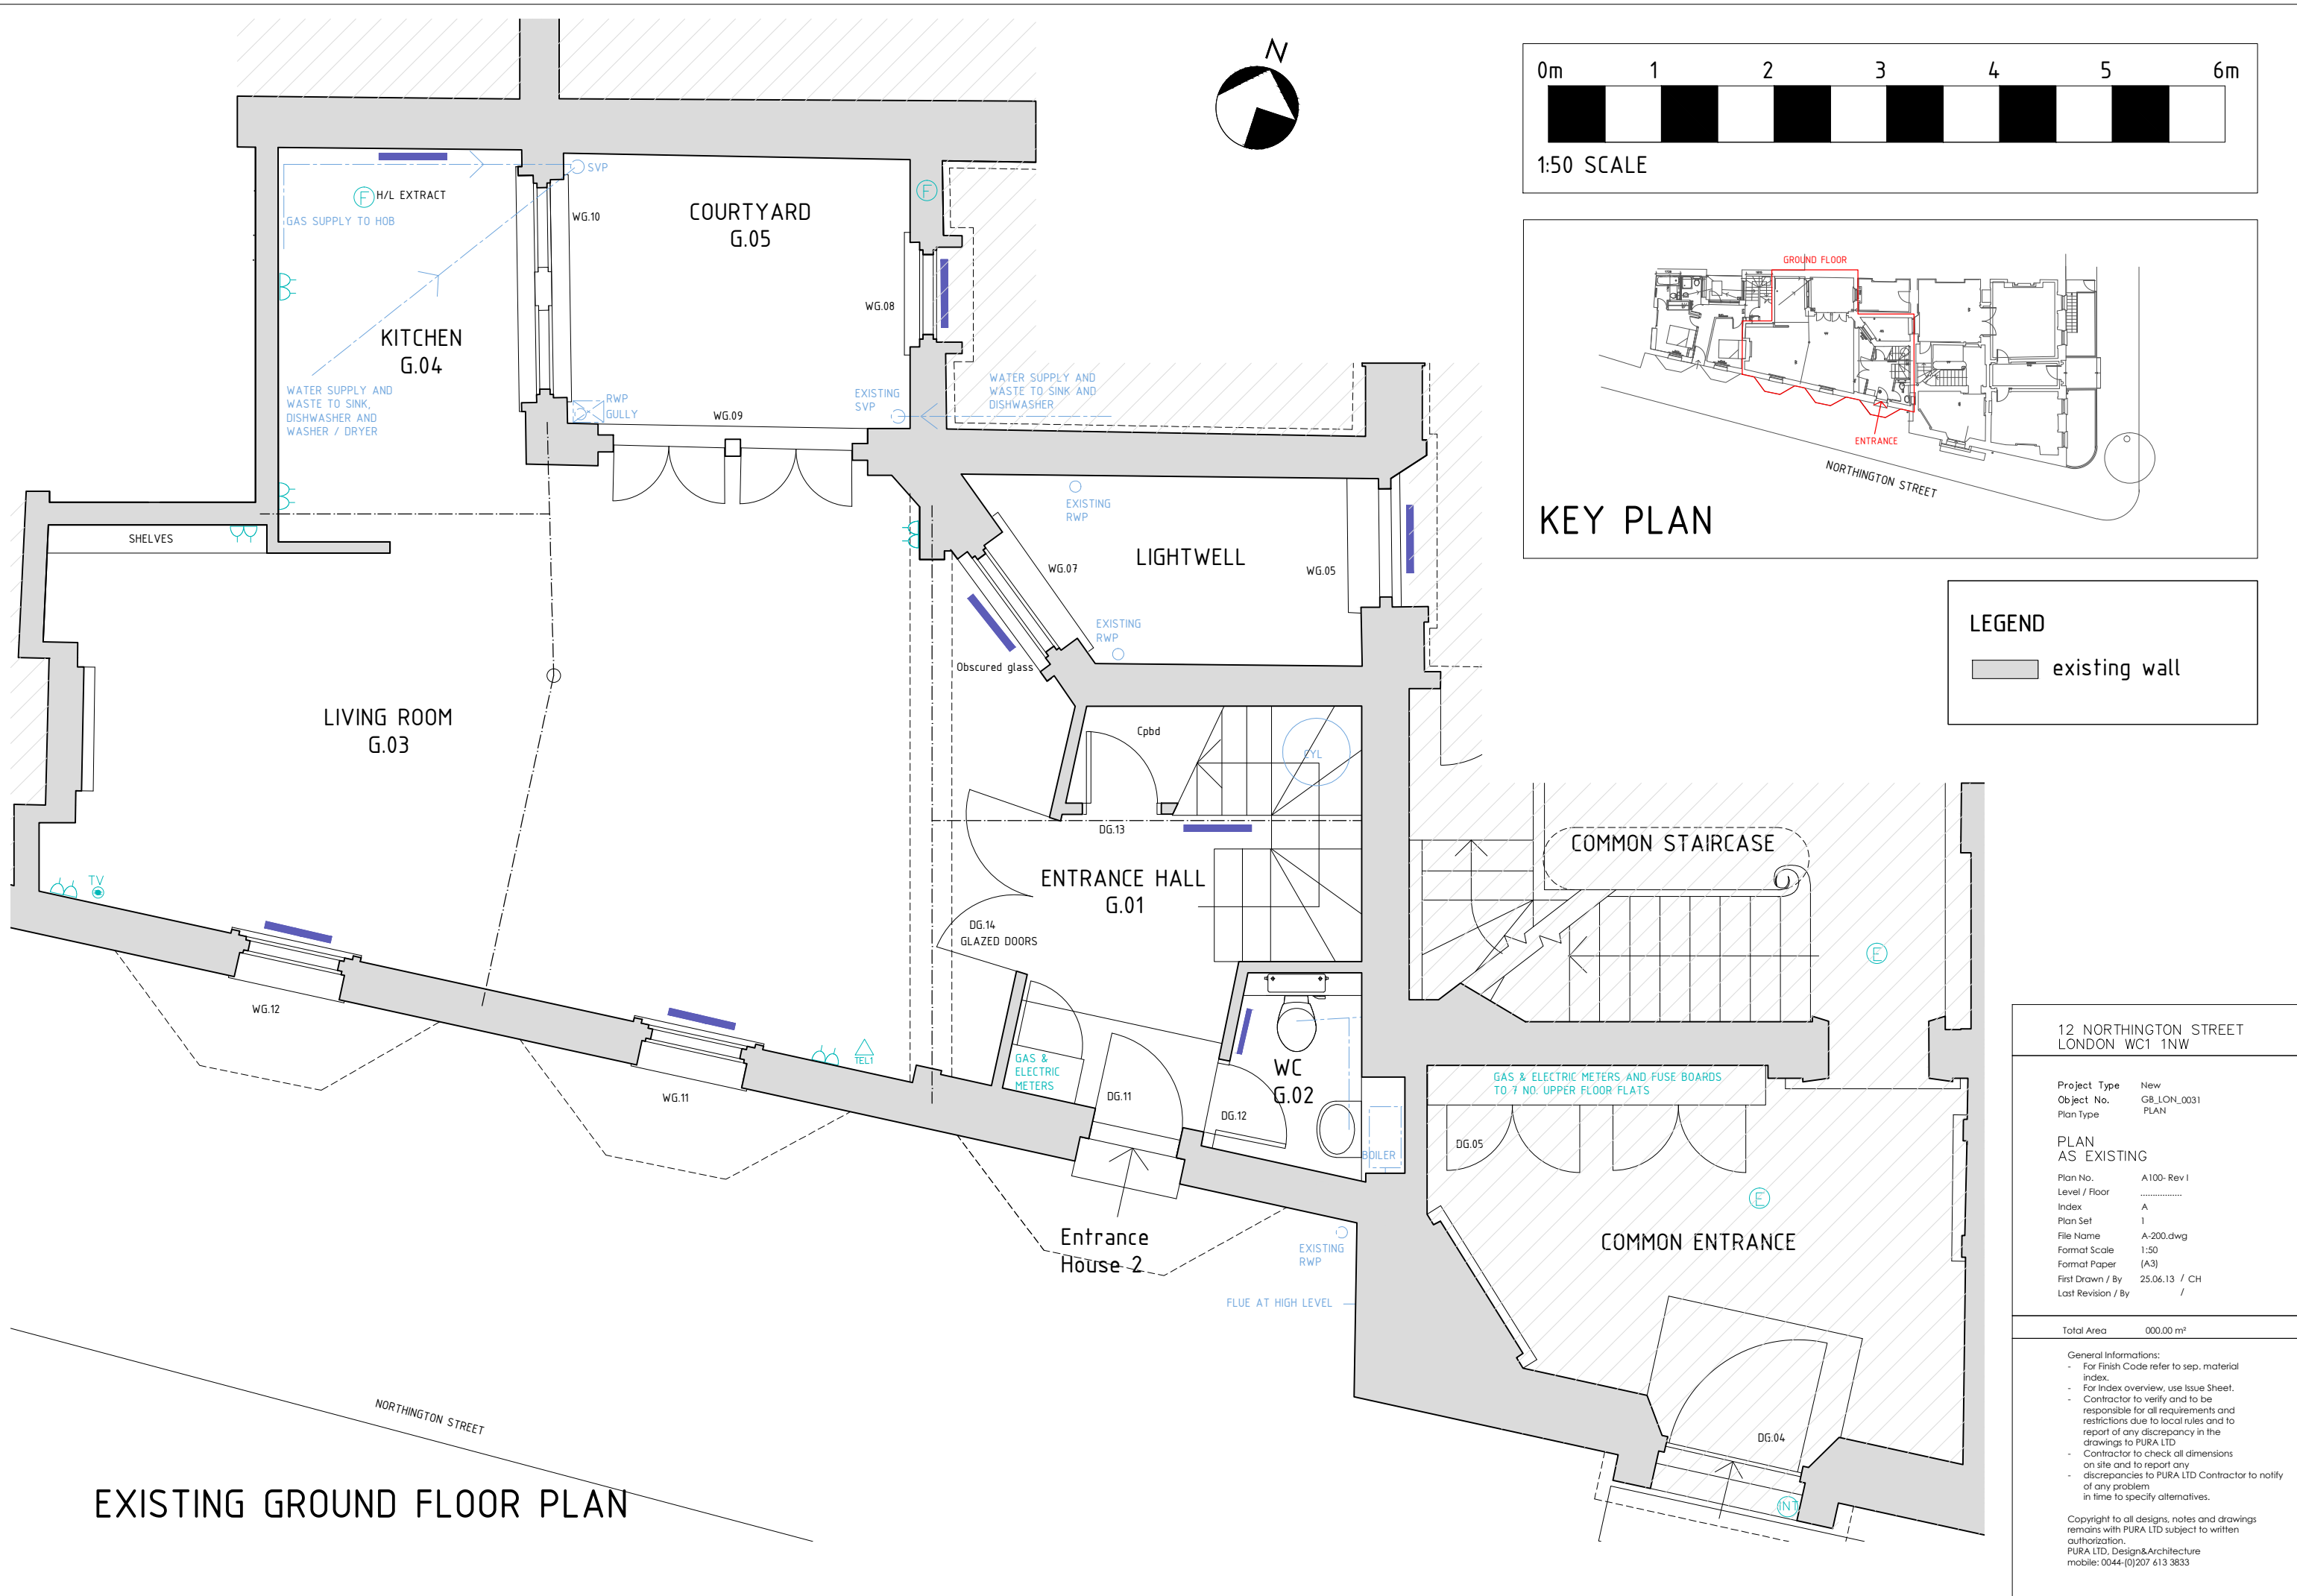 N
0m 1 2 3 4 5 6m
1:50 SCALE
GROUND FLOOR
ENTRANCE
NORTHINGTON STREET
KEY PLAN
LEGEND
existing wall
SVP
F H/L EXTRACT
GAS SUPPLY TO HOB
WG.10
COURTYARD
G.05
F
WG.08
KITCHEN
G.04
WATER SUPPLY AND
WASTE TO SINK,
DISHWASHER AND
WASHER / DRYER
RWP
GULLY
WG.09
EXISTING
SVP
WATER SUPPLY AND
WASTE TO SINK AND
DISHWASHER
SHELVES
EXISTING
RWP
LIGHTWELL
WG.07
WG.05
EXISTING
RWP
Obscured glass
LIVING ROOM
G.03
Cpbd
CYL
DG.13
ENTRANCE HALL
G.01
DG.14
GLAZED DOORS
TV
WG.12
WG.11
TEL1
GAS &
ELECTRIC
METERS
DG.11
DG.12
WC
G.02
BOILER
Entrance
House 2
EXISTING
RWP
FLUE AT HIGH LEVEL
COMMON STAIRCASE
E
GAS & ELECTRIC METERS AND FUSE BOARDS
TO 7 NO. UPPER FLOOR FLATS
DG.05
E
COMMON ENTRANCE
DG.04
INT
NORTHINGTON STREET
EXISTING GROUND FLOOR PLAN
12 NORTHINGTON STREET
LONDON WC1 1NW
Project Type New
Object No. GB_LON_0031
Plan Type PLAN
PLAN
AS EXISTING
Plan No. A100- Rev I
Level / Floor .................
Index A
Plan Set 1
File Name A-200.dwg
Format Scale 1:50
Format Paper (A3)
First Drawn / By 25.06.13 / CH
Last Revision / By /
Total Area 000.00 m²
General Informations:
- For Finish Code refer to sep. material
index.
- For Index overview, use Issue Sheet.
- Contractor to verify and to be
responsible for all requirements and
restrictions due to local rules and to
report of any discrepancy in the
drawings to PURA LTD
- Contractor to check all dimensions
on site and to report any
- discrepancies to PURA LTD Contractor to notify
of any problem
in time to specify alternatives.
Copyright to all designs, notes and drawings
remains with PURA LTD subject to written
authorization.
PURA LTD, Design&Architecture
mobile: 0044-(0)207 613 3833